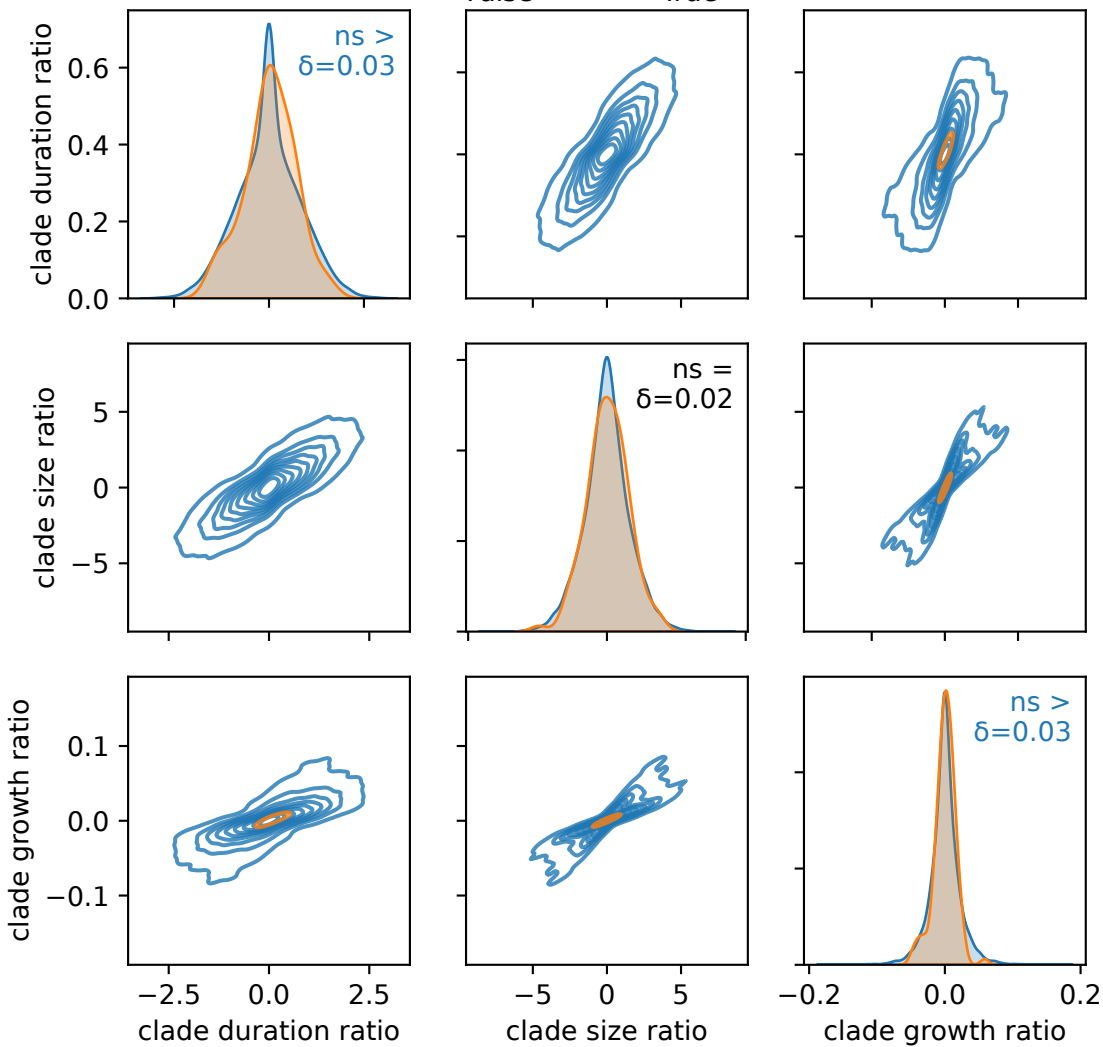 clade duration ratio
0.6
0.4
0.2
0.0
ns >
δ=0.03
clade size ratio
5
0
−5
ns =
δ=0.02
clade growth ratio
0.1
0.0
−0.1
ns >
δ=0.03
−2.5 0.0 2.5
−5 0 5
−0.2 0.0 0.2
clade duration ratio
clade size ratio
clade growth ratio